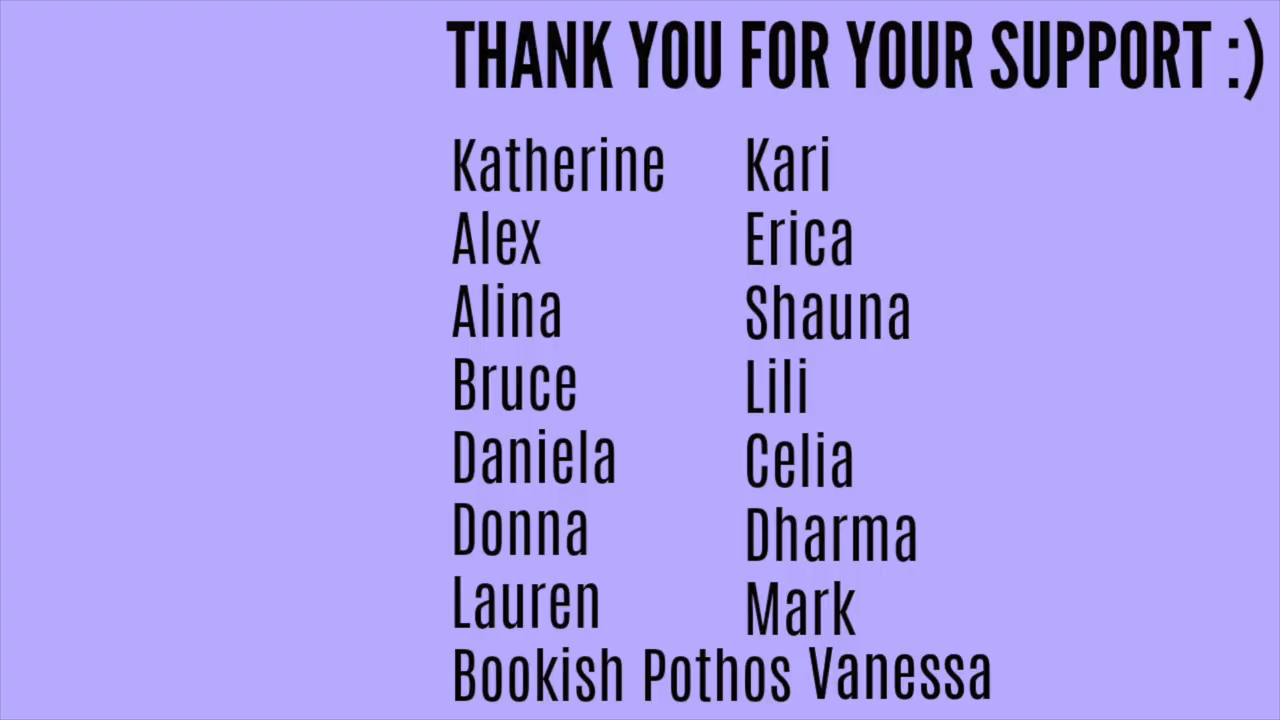 THANK YOU FOR YOUR SUPPORT :)
Katherine
Alex
Alina
Bruce
Daniela
Donna
Lauren
Bookish Pothos
Kari
Erica
Shauna
Lili
Celia
Dharma
Mark
Vanessa